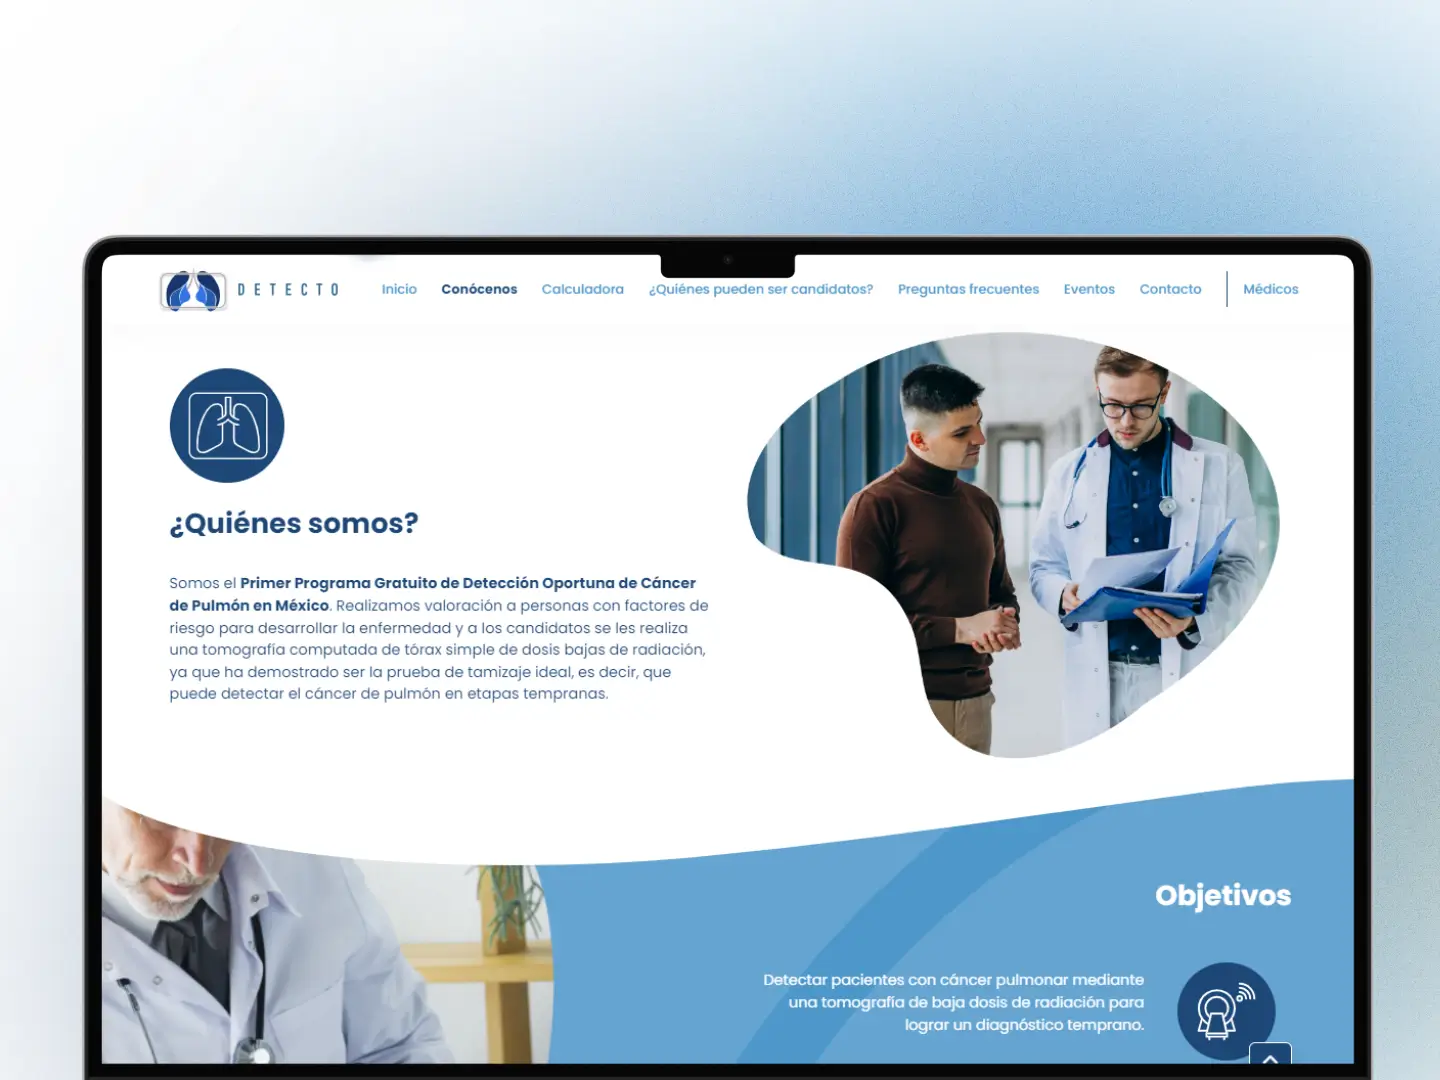 DETECTO
Inicio
Conócenos
Calculadora
¿Quiénes pueden ser candidatos?
Preguntas frecuentes
Eventos
Contacto
Médicos
¿Quiénes somos?
Somos el Primer Programa Gratuito de Detección Oportuna de Cáncer
de Pulmón en México. Realizamos valoración a personas con factores de
riesgo para desarrollar la enfermedad y a los candidatos se les realiza
una tomografía computada de tórax simple de dosis bajas de radiación,
ya que ha demostrado ser la prueba de tamizaje ideal, es decir, que
puede detectar el cáncer de pulmón en etapas tempranas.
Objetivos
Detectar pacientes con cáncer pulmonar mediante
una tomografía de baja dosis de radiación para
lograr un diagnóstico temprano.